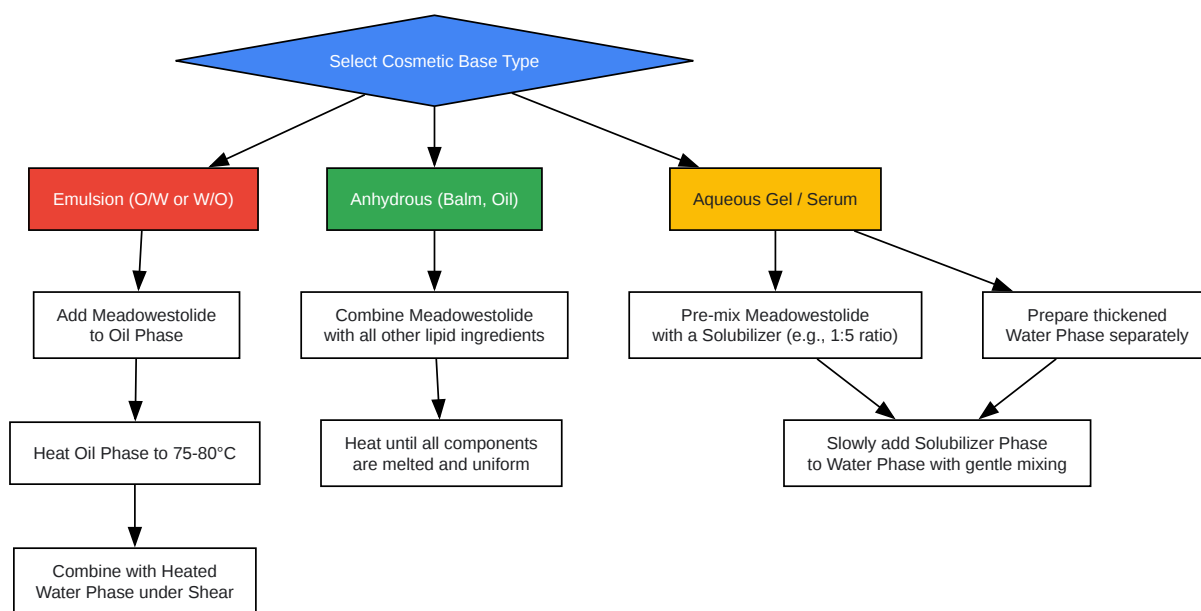 Select Cosmetic Base Type
Emulsion (O/W or W/O)
Anhydrous (Balm, Oil)
Aqueous Gel / Serum
Add Meadowestolide
to Oil Phase
Combine Meadowestolide
with all other lipid ingredients
Pre-mix Meadowestolide
with a Solubilizer (e.g., 1:5 ratio)
Prepare thickened
Water Phase separately
Heat Oil Phase to 75-80°C
Heat until all components
are melted and uniform
Slowly add Solubilizer Phase
to Water Phase with gentle mixing
Combine with Heated
Water Phase under Shear